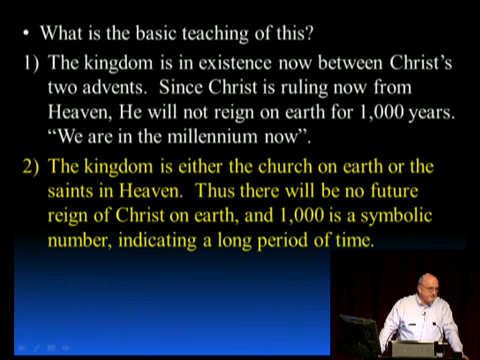 • What is the basic teaching of this?
1) The kingdom is in existence now between Christ's
two advents. Since Christ is ruling now from
Heaven, He will not reign on earth for 1,000 years.
“We are in the millennium now”.
2) The kingdom is either the church on earth or the
saints in Heaven. Thus there will be no future
reign of Christ on earth, and 1,000 is a symbolic
number, indicating a long period of time.